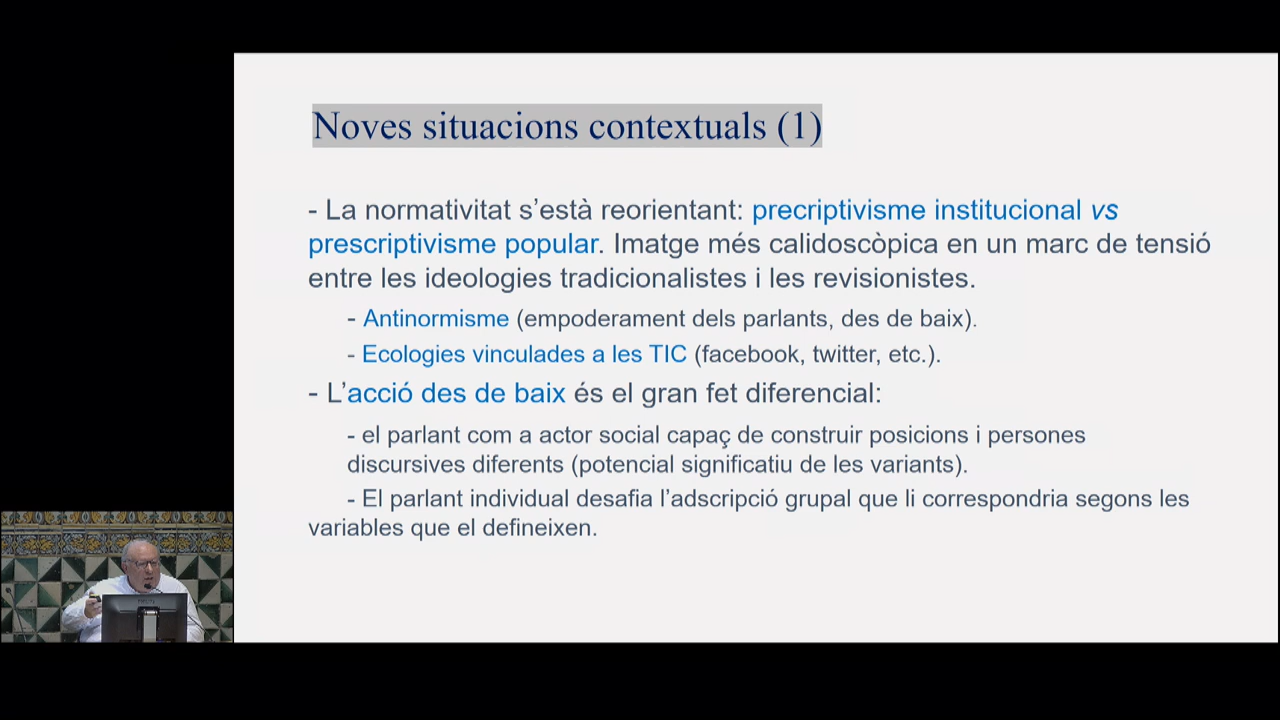 Noves situacions contextuals (1)
- La normativitat s’està reorientant: precriptivisme institucional vs
prescriptivisme popular. Imatge més calidoscòpica en un marc de tensió
entre les ideologies tradicionalistes i les revisionistes.
- Antinormisme (empoderament dels parlants, des de baix).
- Ecologies vinculades a les TIC (facebook, twitter, etc.).
- L’acció des de baix és el gran fet diferencial:
- el parlant com a actor social capaç de construir posicions i persones
discursives diferents (potencial significatiu de les variants).
- El parlant individual desafia l’adscripció grupal que li correspondria segons les
variables que el defineixen.